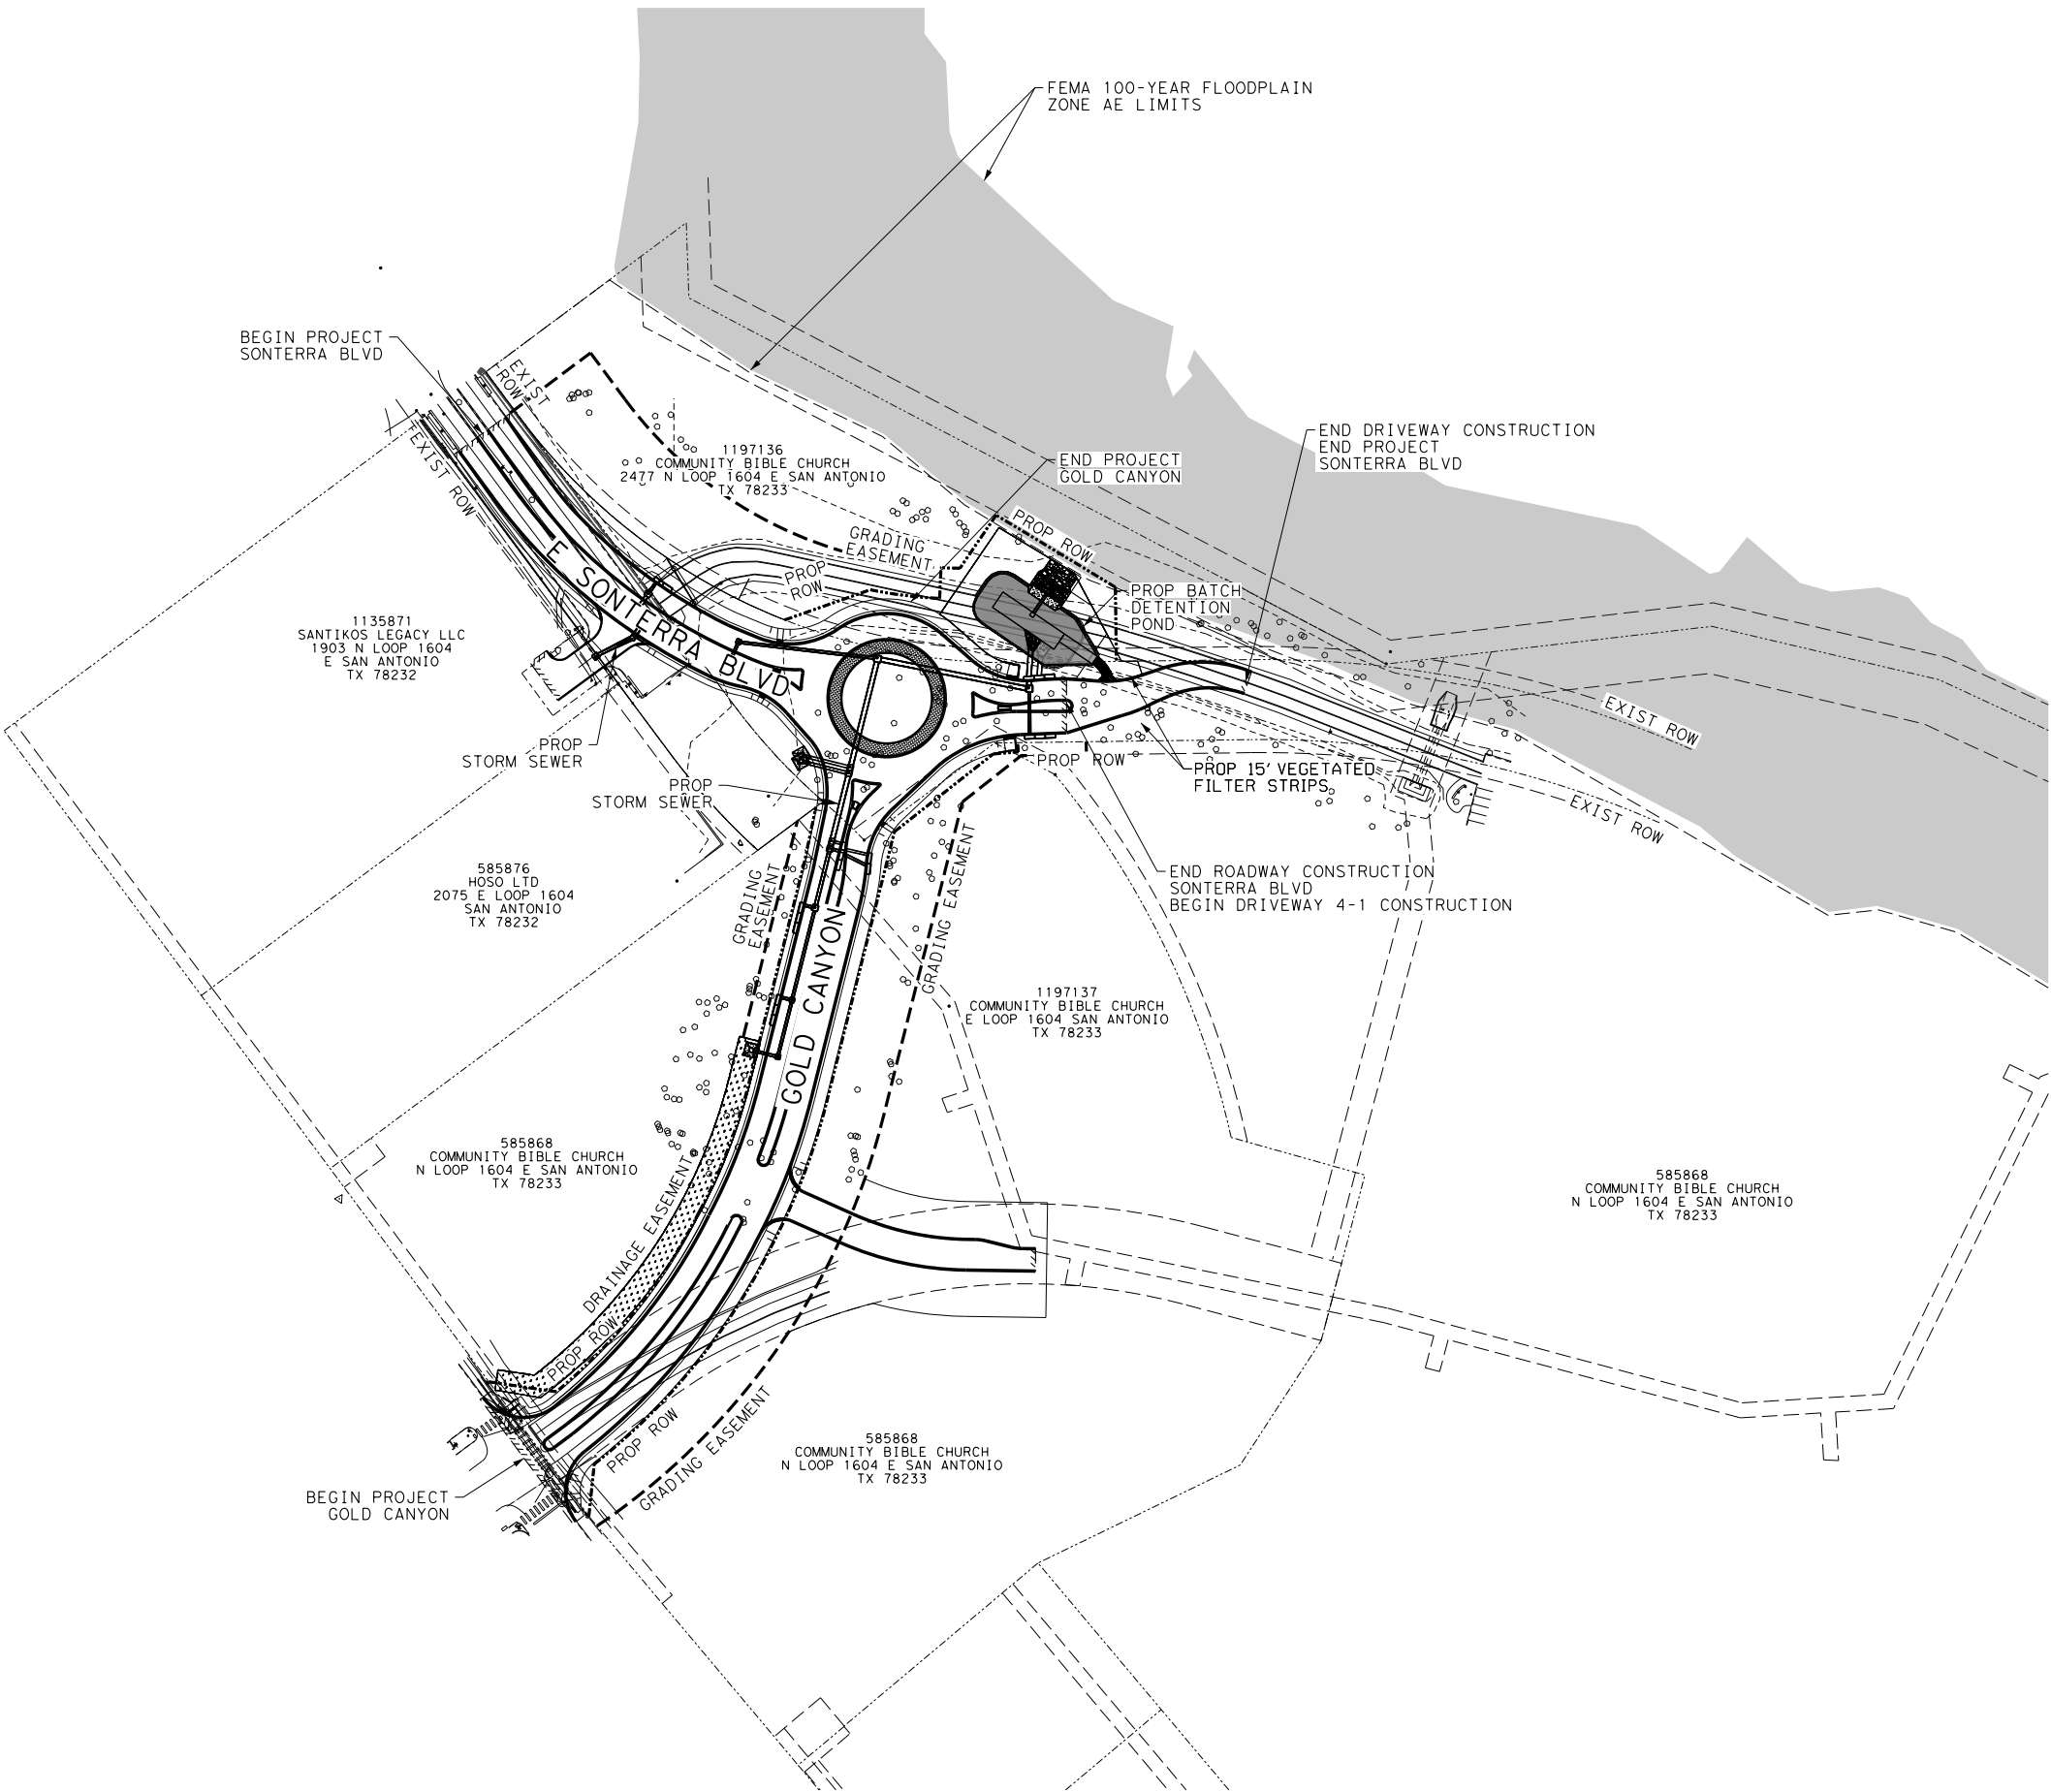 FEMA 100-YEAR FLOODPLAIN
ZONE AE LIMITS
BEGIN PROJECT
SONTERRA BLVD
EXIST
ROW
EXIST ROW
1197136
COMMUNITY BIBLE CHURCH
2477 N LOOP 1604 E SAN ANTONIO
TX 78233
END PROJECT
GOLD CANYON
END DRIVEWAY CONSTRUCTION
END PROJECT
SONTERRA BLVD
GRADING
EASEMENT
PROP ROW
PROP
ROW
E SONTERRA BLVD
PROP BATCH
DETENTION
POND
1135871
SANTIKOS LEGACY LLC
1903 N LOOP 1604
E SAN ANTONIO
TX 78232
EXIST ROW
PROP
STORM SEWER
PROP ROW
PROP 15' VEGETATED
FILTER STRIPS
PROP
STORM SEWER
EXIST ROW
585876
HOSO LTD
2075 E LOOP 1604
SAN ANTONIO
TX 78232
GRADING
EASEMENT
GRADING EASEMENT
END ROADWAY CONSTRUCTION
SONTERRA BLVD
BEGIN DRIVEWAY 4-1 CONSTRUCTION
GOLD CANYON
1197137
COMMUNITY BIBLE CHURCH
E LOOP 1604 SAN ANTONIO
TX 78233
585868
COMMUNITY BIBLE CHURCH
N LOOP 1604 E SAN ANTONIO
TX 78233
DRAINAGE EASEMENT
585868
COMMUNITY BIBLE CHURCH
N LOOP 1604 E SAN ANTONIO
TX 78233
PROP ROW
PROP ROW
GRADING EASEMENT
585868
COMMUNITY BIBLE CHURCH
N LOOP 1604 E SAN ANTONIO
TX 78233
BEGIN PROJECT
GOLD CANYON